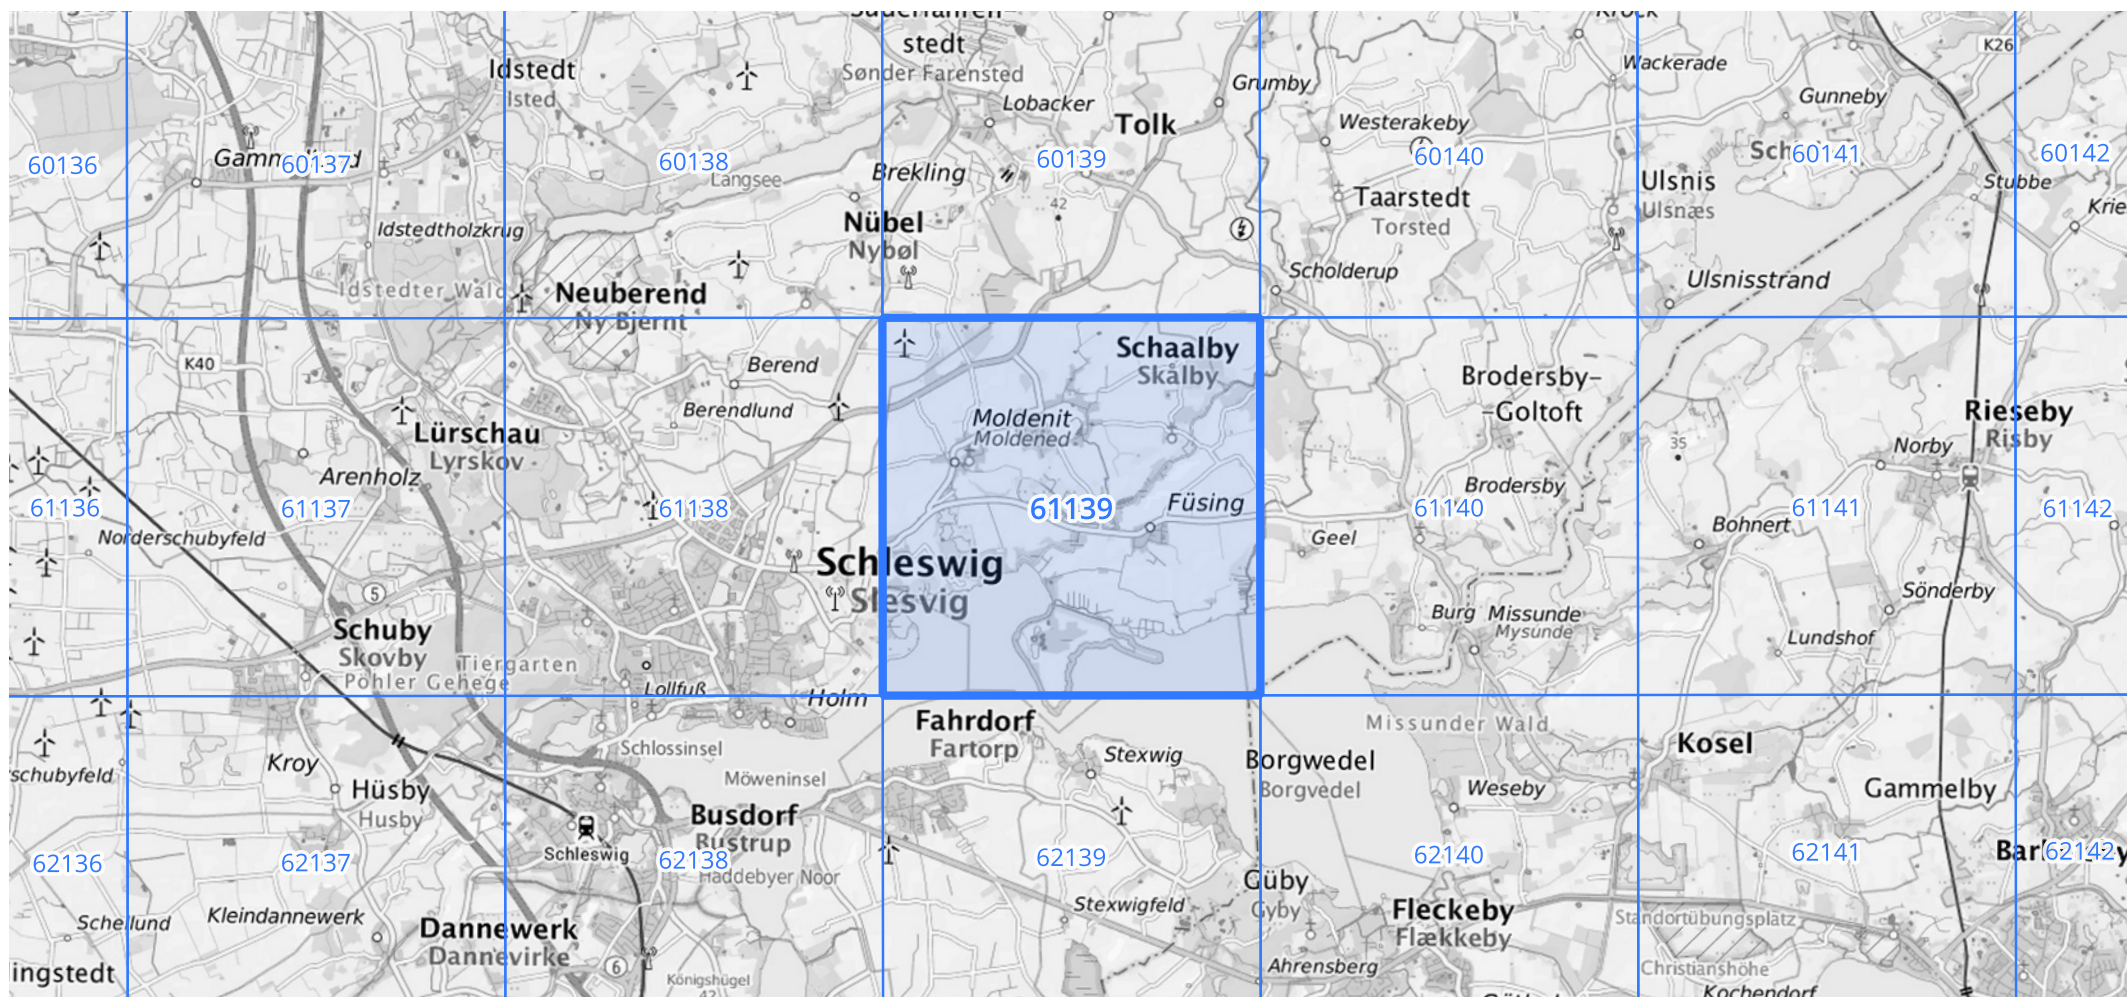 stedt
Sønder Farensted
K26
Idstedt
Isted
Lobacker
Tolk
Grumby
Wackerade
Gunneby
Westerakeby
60136
60137
60138
Langsee
Brekling
60139
60140
60141
60142
Stubbe
42
Taarstedt
Torsted
Ulsnis
Ulsnæs
Idstedtholzkrug
Nübel
Nybøl
Scholderup
Ulsnisstrand
Idstedter Wald
Neuberend
Ny Bjernt
K40
Berend
Berendlund
Schaalby
Skålby
Moldenit
Moldened
Brodersby-
-Goltoft
Rieseby
Risby
Norby
35
Lürschau
Lyrskov
Arenholz
Brodersby
61136
61137
61138
61139
Füsing
61140
61141
61142
Norderschubyfeld
Geel
Bohnert
Schleswig
Slesvig
5
Sönderby
Schuby
Skovby
Tiergarten
Pöhler Gehege
Burg
Missunde
Mysunde
Lundshof
Lollfuß
Holm
Fahrdorf
Fartorp
Stexwig
Missunder Wald
Kosel
schubyfeld
Kroy
Schlossinsel
Möweninsel
Borgwedel
Borgvedel
Hüsby
Husby
Weseby
Gammelby
Busdorf
Rustrup
Schleswig
62136
62137
62138
Haddebyer Noor
62139
62140
62141
62142
Güby
Gyby
Schellund
Kleindannewerk
Stexwigfeld
Fleckeby
Flækkeby
Standortübungsplatz
Dannewerk
Dannevirke
6
Königshügel
42
ingstedt
Ahrensberg
Christianshöhe
Kochendorf